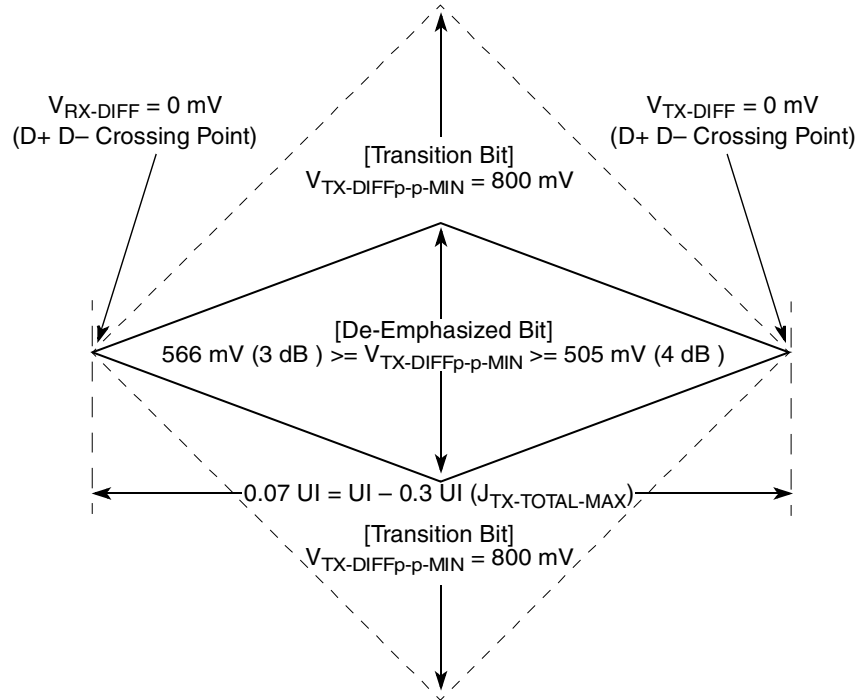 V_RX-DIFF = 0 mV
(D+ D– Crossing Point)
V_TX-DIFF = 0 mV
(D+ D– Crossing Point)
[Transition Bit]
V_TX-DIFFp-p-MIN = 800 mV
[De-Emphasized Bit]
566 mV (3 dB ) >= V_TX-DIFFp-p-MIN >= 505 mV (4 dB )
0.07 UI = UI – 0.3 UI (J_TX-TOTAL-MAX)
[Transition Bit]
V_TX-DIFFp-p-MIN = 800 mV